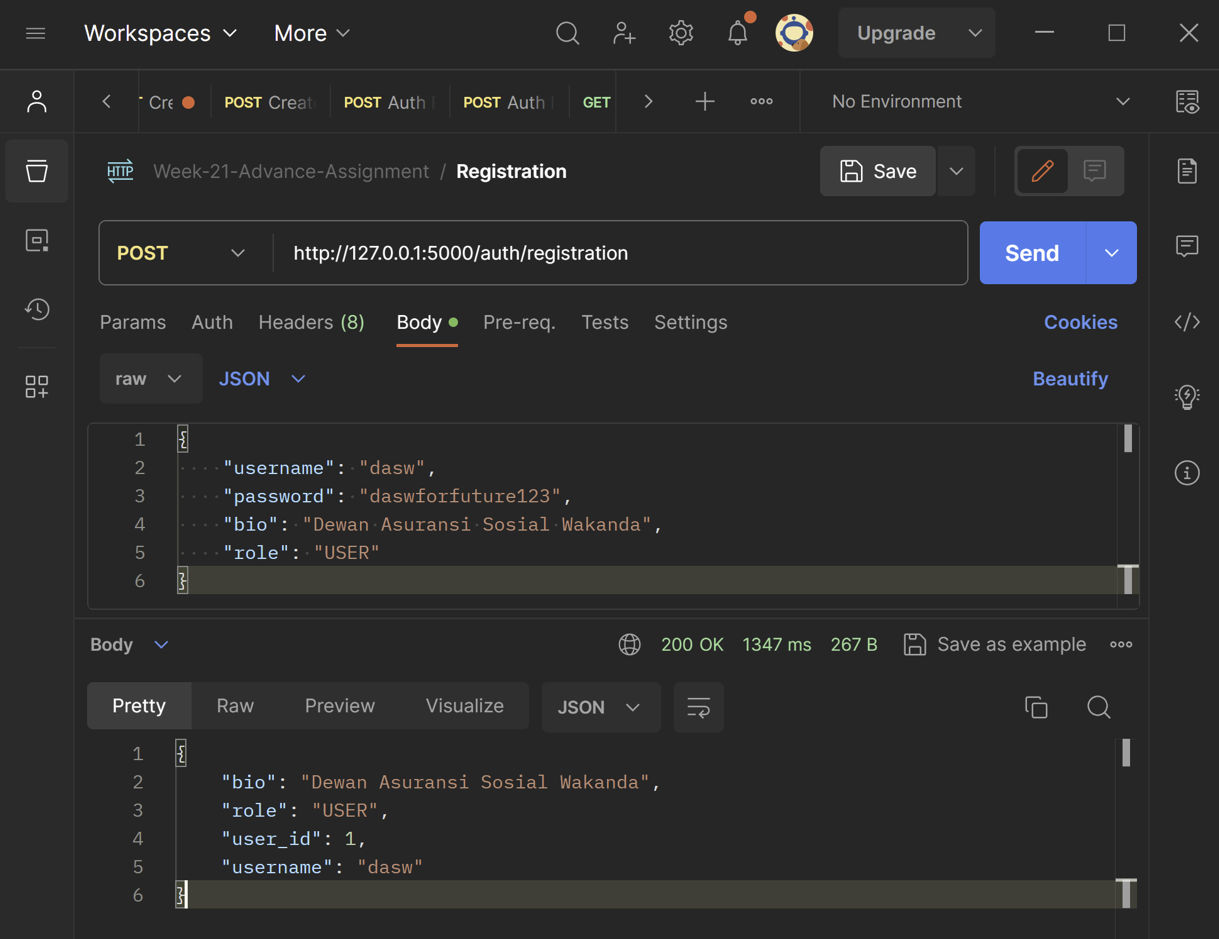 Workspaces More Upgrade
Cre POST Creat POST Auth POST Auth GET No Environment
HTTP Week-21-Advance-Assignment / Registration Save
POST http://127.0.0.1:5000/auth/registration Send
Params Auth Headers (8) Body Pre-req. Tests Settings Cookies
raw JSON Beautify
1 {
2 "username": "dasw",
3 "password": "daswforfuture123",
4 "bio": "Dewan Asuransi Sosial Wakanda",
5 "role": "USER"
6 }
Body 200 OK 1347 ms 267 B Save as example
Pretty Raw Preview Visualize JSON
1 {
2 "bio": "Dewan Asuransi Sosial Wakanda",
3 "role": "USER",
4 "user_id": 1,
5 "username": "dasw"
6 }